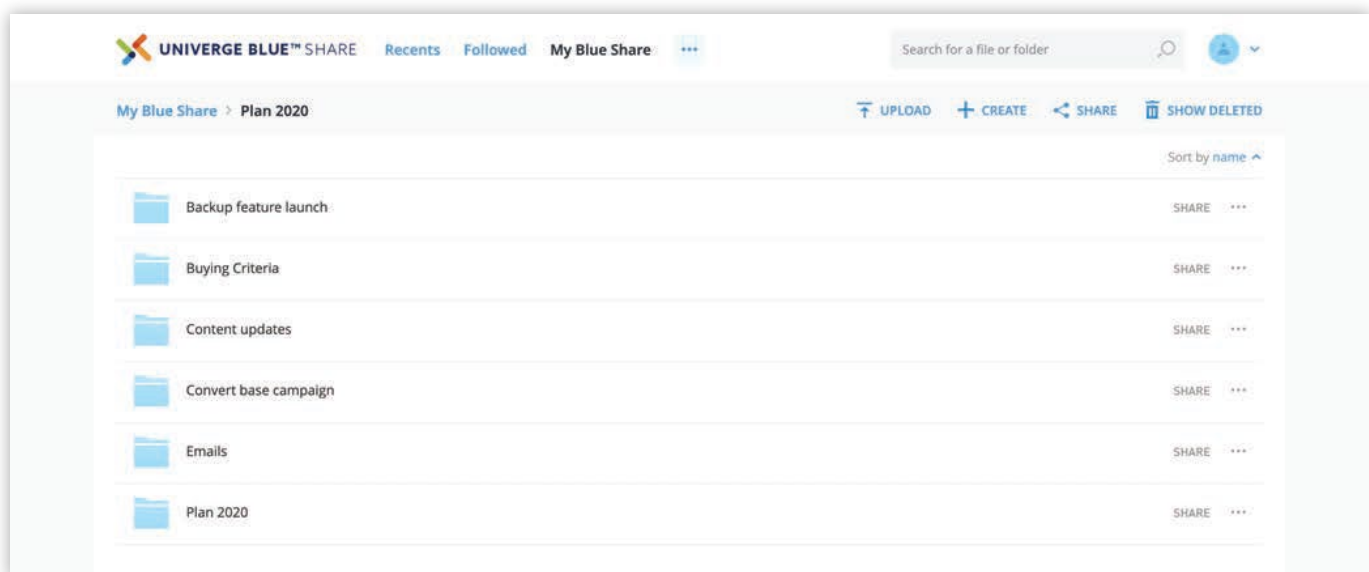 UNIVERGE BLUE™ SHARE Recents Followed My Blue Share ••• Search for a file or folder
My Blue Share > Plan 2020 UPLOAD CREATE SHARE SHOW DELETED
Sort by name
Backup feature launch SHARE •••
Buying Criteria SHARE •••
Content updates SHARE •••
Convert base campaign SHARE •••
Emails SHARE •••
Plan 2020 SHARE •••